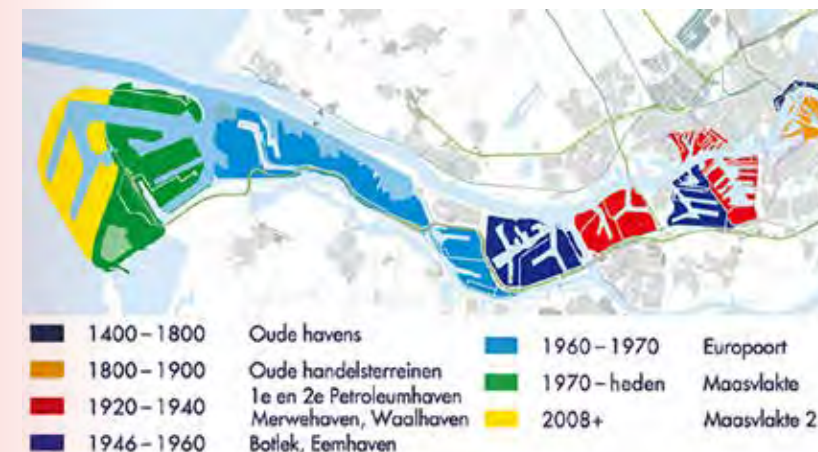 1400–1800 Oude havens
1800–1900 Oude handelsterreinen
1920–1940 1e en 2e Petroleumhaven
Merwehaven, Waalhaven
1946–1960 Botlek, Eemhaven
1960–1970 Europoort
1970–heden Maasvlakte
2008+ Maasvlakte 2